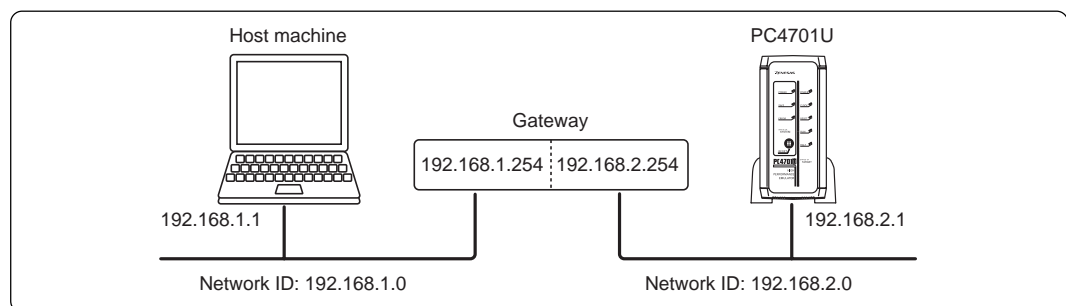 Host machine
PC4701U
Gateway
192.168.1.254
192.168.2.254
192.168.1.1
192.168.2.1
Network ID: 192.168.1.0
Network ID: 192.168.2.0